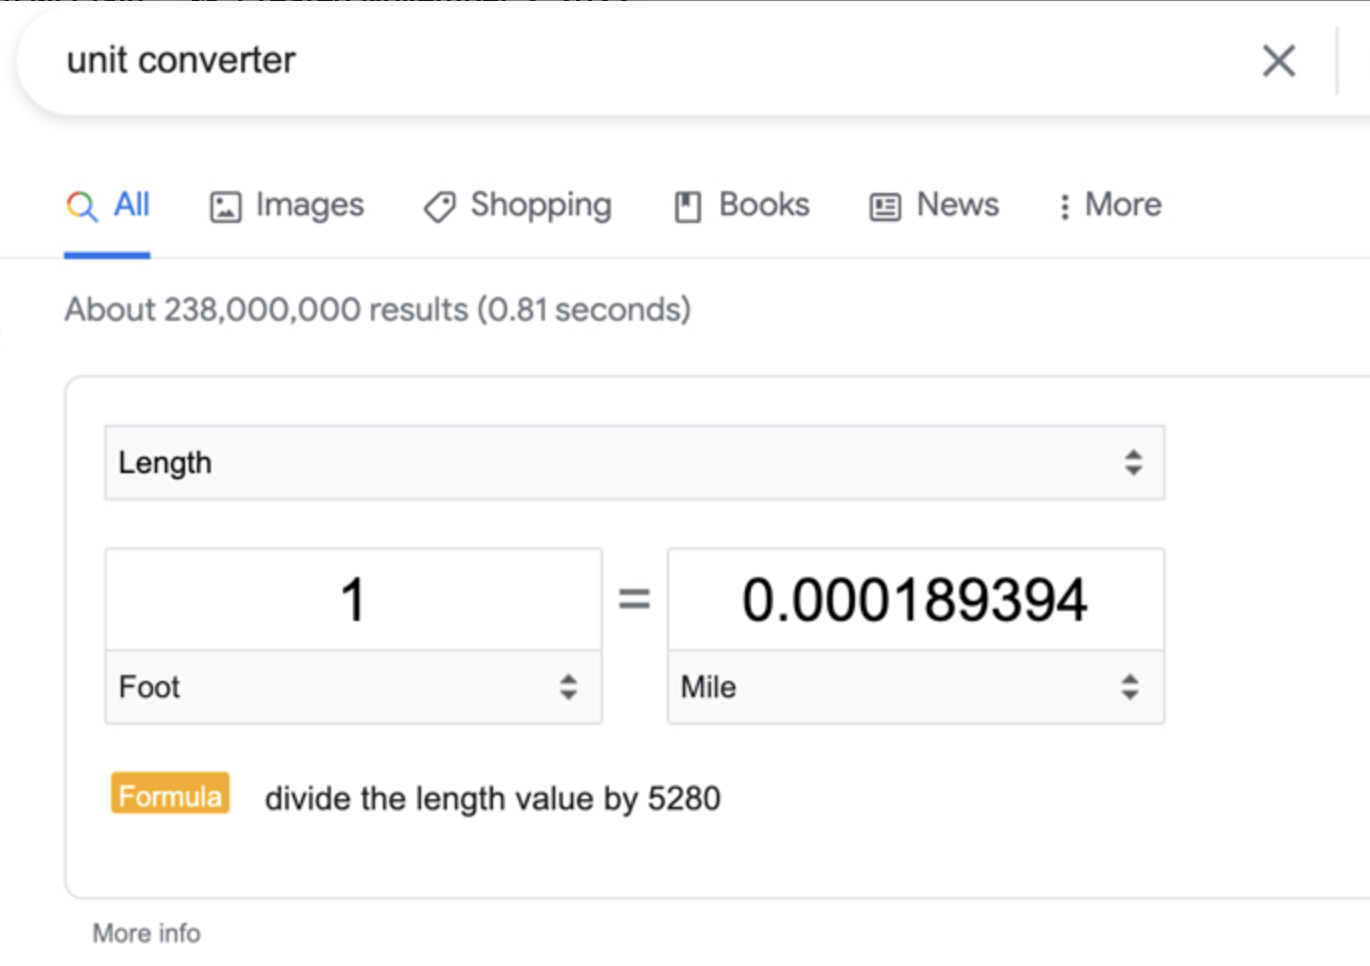 unit converter
All Images Shopping Books News More
About 238,000,000 results (0.81 seconds)
Length
1 = 0.000189394
Foot Mile
Formula divide the length value by 5280
More info